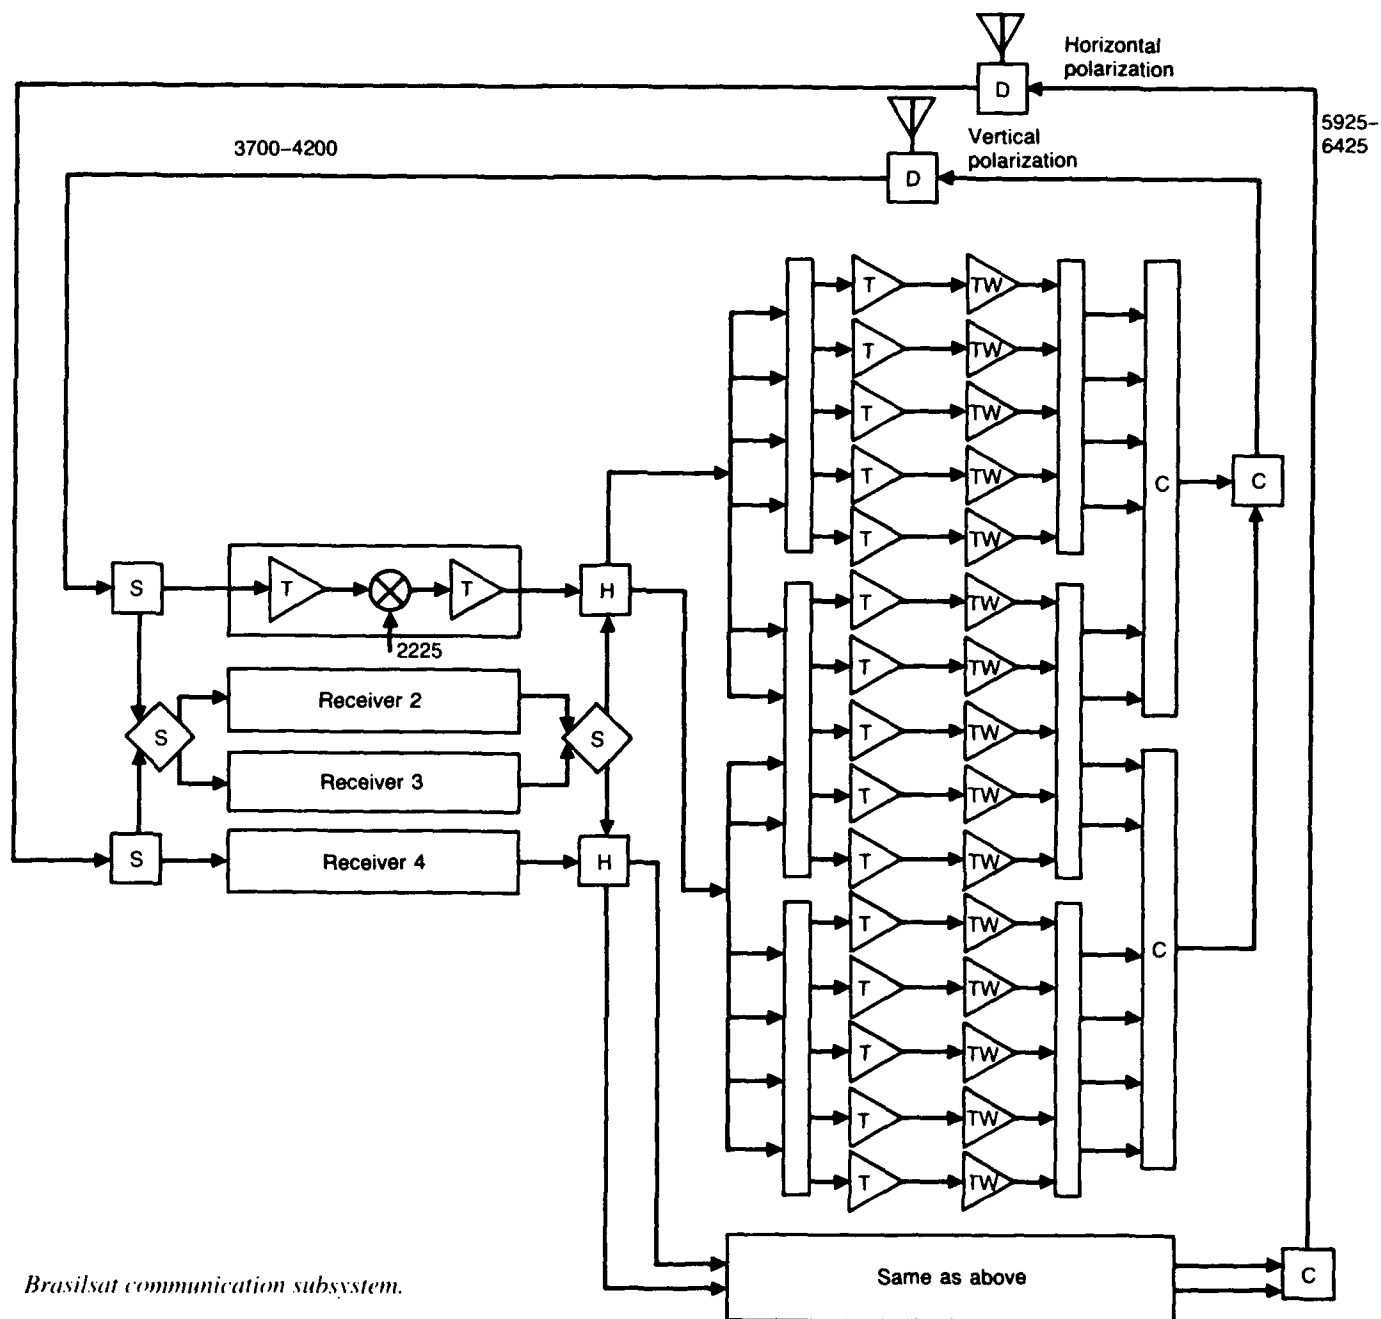 Horizontal
polarization
D
5925–
6425
Vertical
polarization
3700–4200
D
T TW
T TW
T TW
T TW
T TW
C
C
S
T
T
H
2225
T TW
T TW
T TW
T TW
T TW
Receiver 2
S
S
Receiver 3
S
Receiver 4
H
T TW
T TW
T TW
T TW
T TW
C
Same as above
C
Brasilsat communication subsystem.